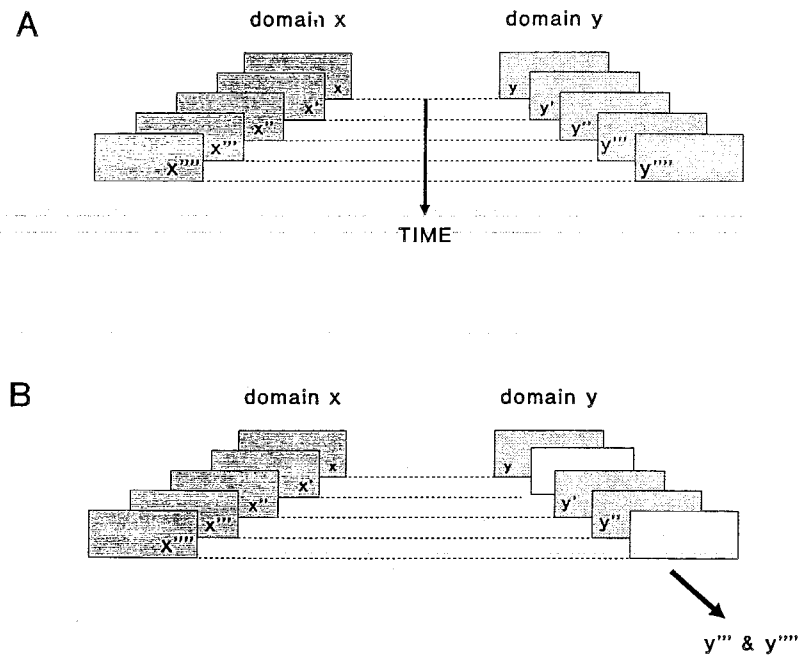 A
domain x
domain y
x
x'
x''
x'''
x''''
y
y'
y''
y'''
y''''
TIME
B
domain x
domain y
x
x'
x''
x'''
x''''
y
y'
y''
y''' & y''''